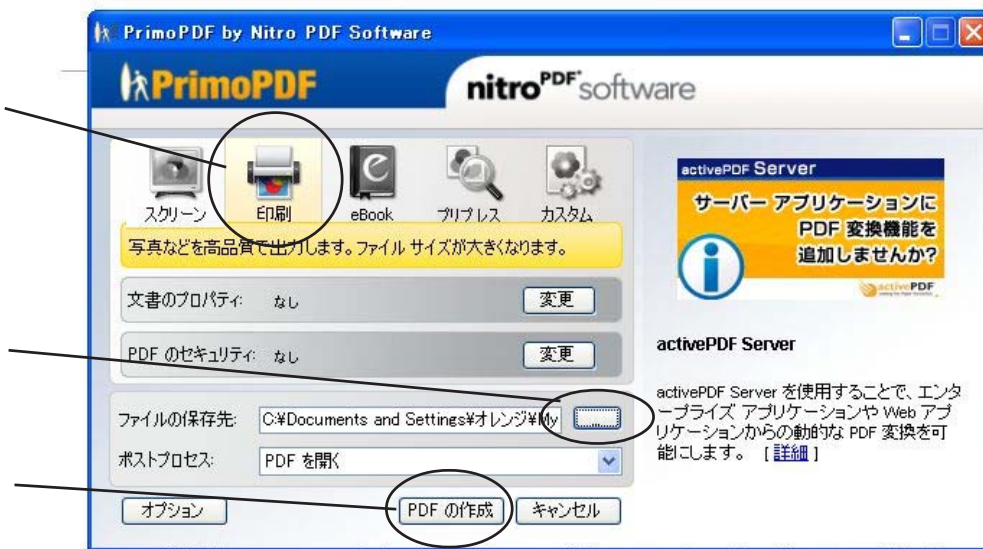 PrimoPDF by Nitro PDF Software
PrimoPDF
nitroPDF software
スクリーン
印刷
eBook
プリプレス
カスタム
写真などを高品質で出力します。ファイル サイズが大きくなります。
文書のプロパティ: なし
変更
PDF のセキュリティ: なし
変更
ファイルの保存先: C:¥Documents and Settings¥オレンジ¥My
...
ポストプロセス: PDF を開く
オプション
PDF の作成
キャンセル
activePDF Server
サーバー アプリケーションに
PDF 変換機能を
追加しませんか?
activePDF
activePDF Server
activePDF Server を使用することで、エンタ
ープライズ アプリケーションや Web アプ
リケーションからの動的な PDF 変換を可
能にします。 [詳細]